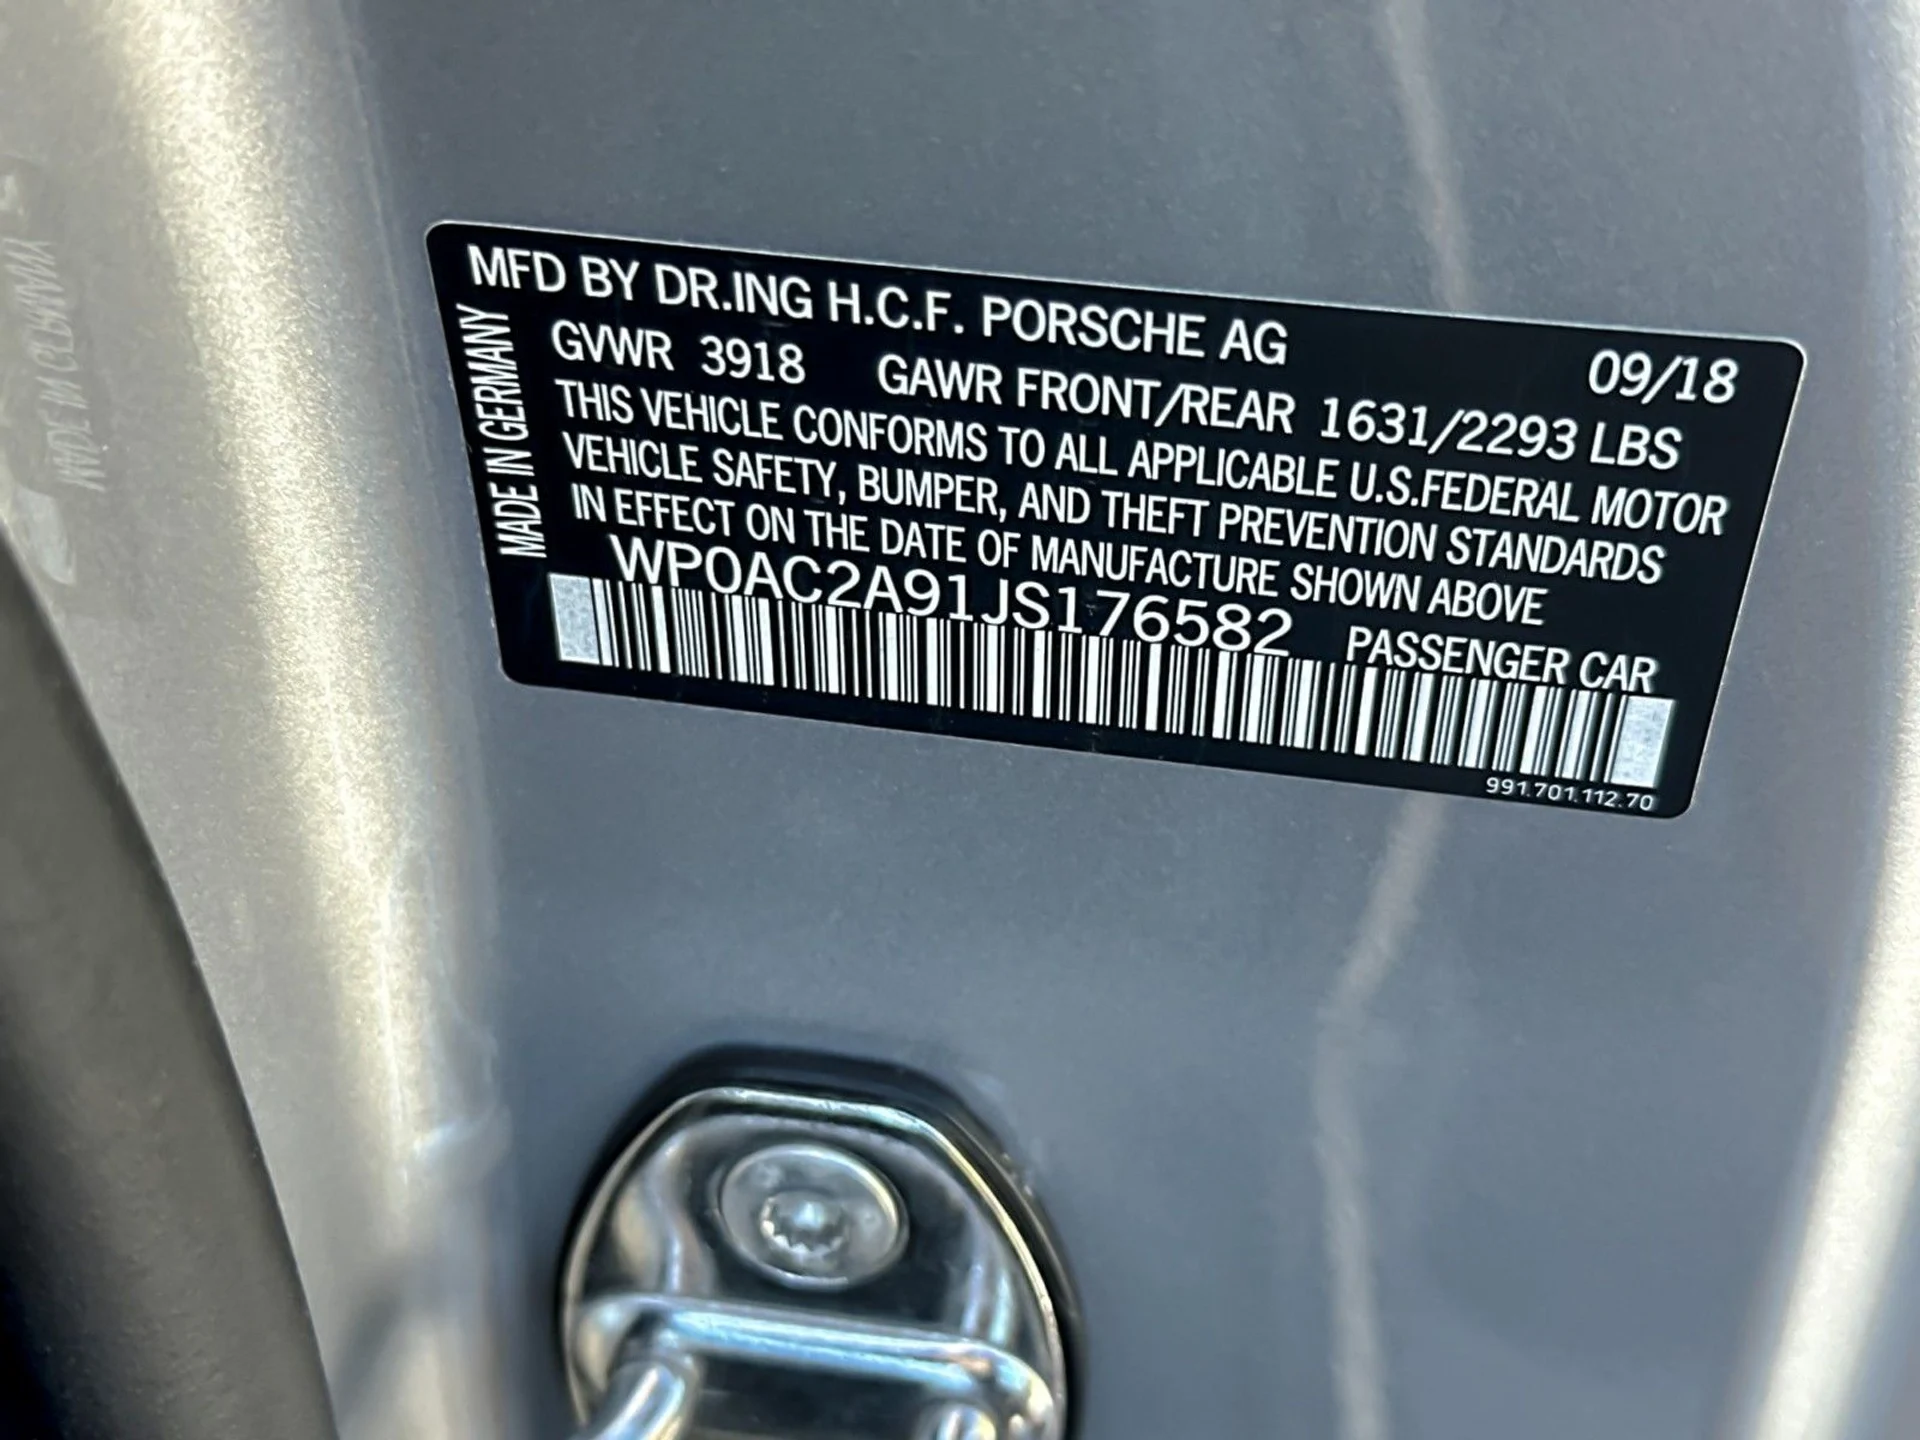 MFD BY DR.ING H.C.F. PORSCHE AG
09/18
GVWR 3918 GAWR FRONT/REAR 1631/2293 LBS
THIS VEHICLE CONFORMS TO ALL APPLICABLE U.S.FEDERAL MOTOR
VEHICLE SAFETY, BUMPER, AND THEFT PREVENTION STANDARDS
IN EFFECT ON THE DATE OF MANUFACTURE SHOWN ABOVE
WP0AC2A91JS176582
PASSENGER CAR
991.701.112.70
MADE IN GERMANY